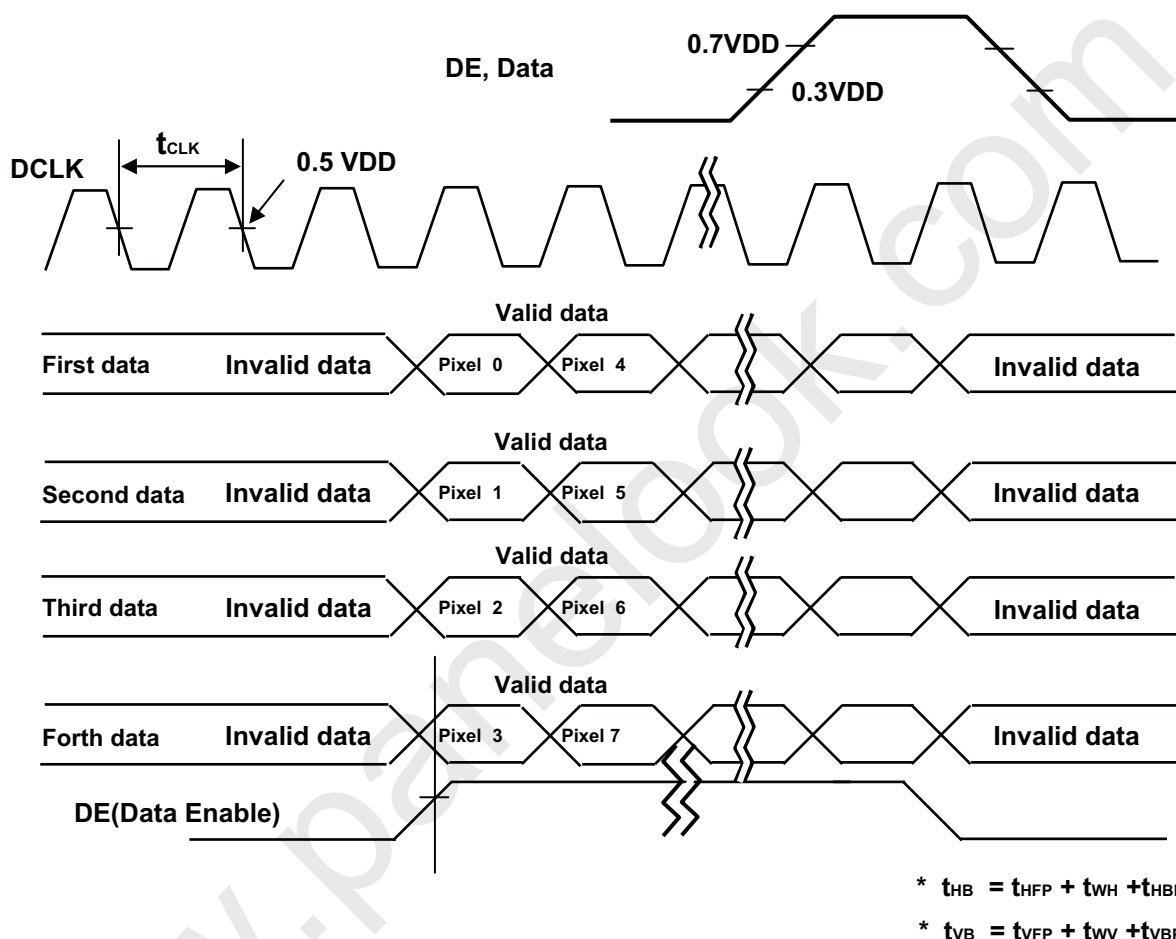 0.7VDD
DE, Data
0.3VDD
tCLK
DCLK
0.5 VDD
Valid data
First data Invalid data Pixel 0 Pixel 4 Invalid data
Valid data
Second data Invalid data Pixel 1 Pixel 5 Invalid data
Valid data
Third data Invalid data Pixel 2 Pixel 6 Invalid data
Valid data
Forth data Invalid data Pixel 3 Pixel 7 Invalid data
DE(Data Enable)
* tHB = tHFP + tWH +
* tVB = tVFP + tWV +
.panelook.com